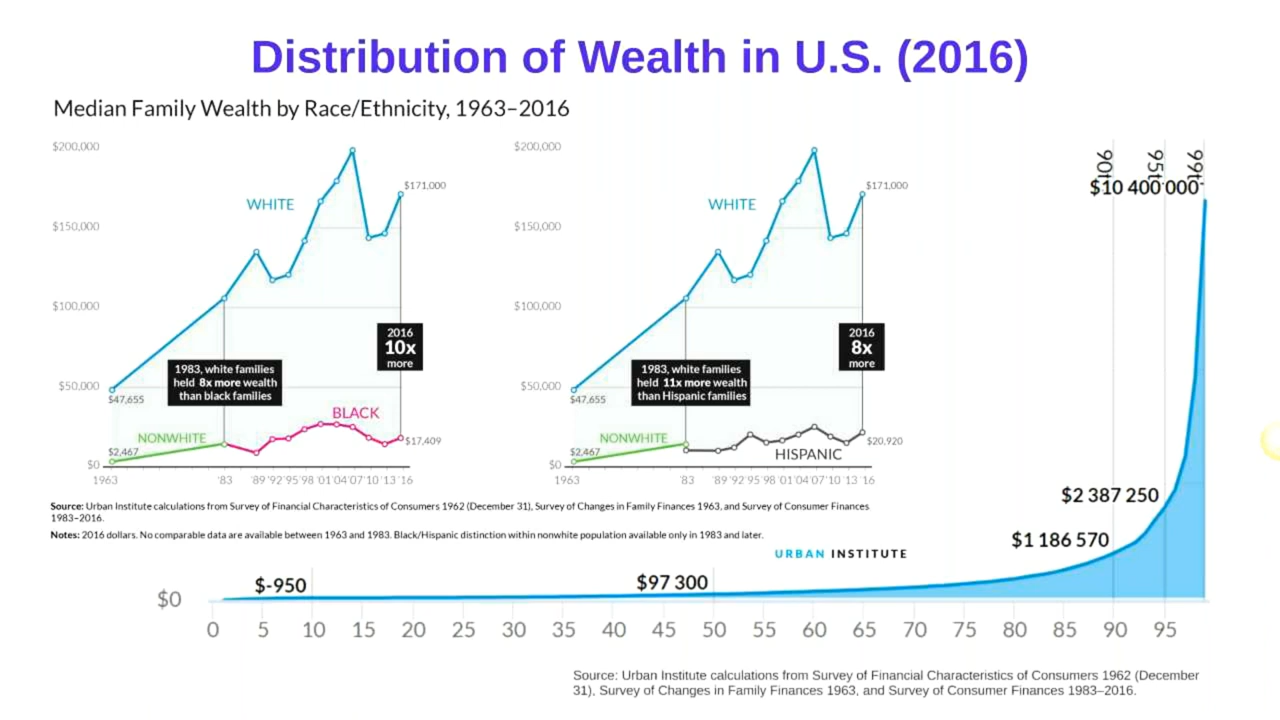 Distribution of Wealth in U.S. (2016)
Median Family Wealth by Race/Ethnicity, 1963–2016
$200,000
$150,000
$100,000
$50,000
$0
WHITE
$171,000
2016
10x
more
1983, white families
held 8x more wealth
than black families
$47,655
BLACK
NONWHITE
$2,467
$17,409
1963 '83 '89 '92 '95 '98 '01 '04 '07 '10 '13 '16
$200,000
$150,000
$100,000
$50,000
$0
WHITE
$171,000
2016
8x
more
1983, white families
held 11x more wealth
than Hispanic families
$47,655
NONWHITE
$2,467
HISPANIC
$20,920
1963 '83 '89 '92 '95 '98 '01 '04 '07 '10 '13 '16
Source: Urban Institute calculations from Survey of Financial Characteristics of Consumers 1962 (December 31), Survey of Changes in Family Finances 1963, and Survey of Consumer Finances
1983–2016.
Notes: 2016 dollars. No comparable data are available between 1963 and 1983. Black/Hispanic distinction within nonwhite population available only in 1983 and later.
URBAN INSTITUTE
90th 95th 99th
$10 400 000
$2 387 250
$1 186 570
$97 300
$-950
$0
0 5 10 15 20 25 30 35 40 45 50 55 60 65 70 75 80 85 90 95
Source: Urban Institute calculations from Survey of Financial Characteristics of Consumers 1962 (December
31), Survey of Changes in Family Finances 1963, and Survey of Consumer Finances 1983–2016.